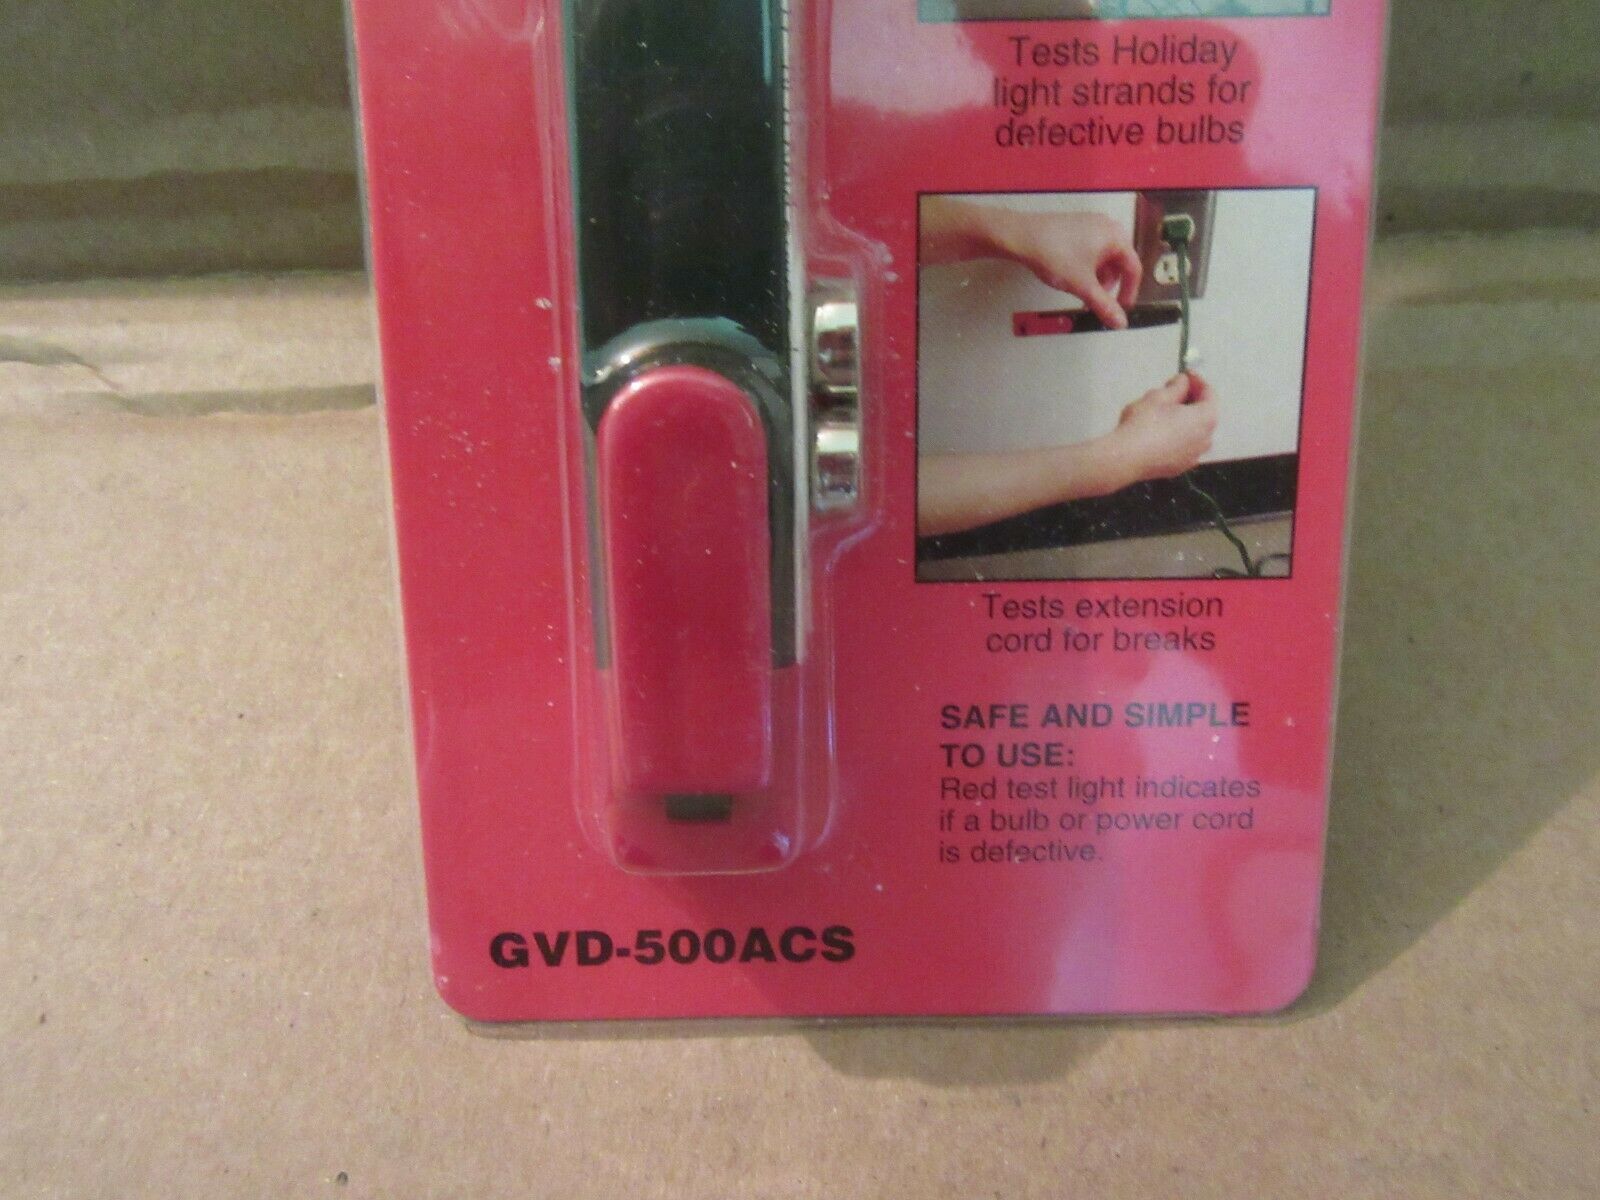 Tests Holiday
light strands for
defective bulbs
Tests extension
cord for breaks
SAFE AND SIMPLE
TO USE:
Red test light indicates
if a bulb or power cord
is defective.
GVD-500ACS